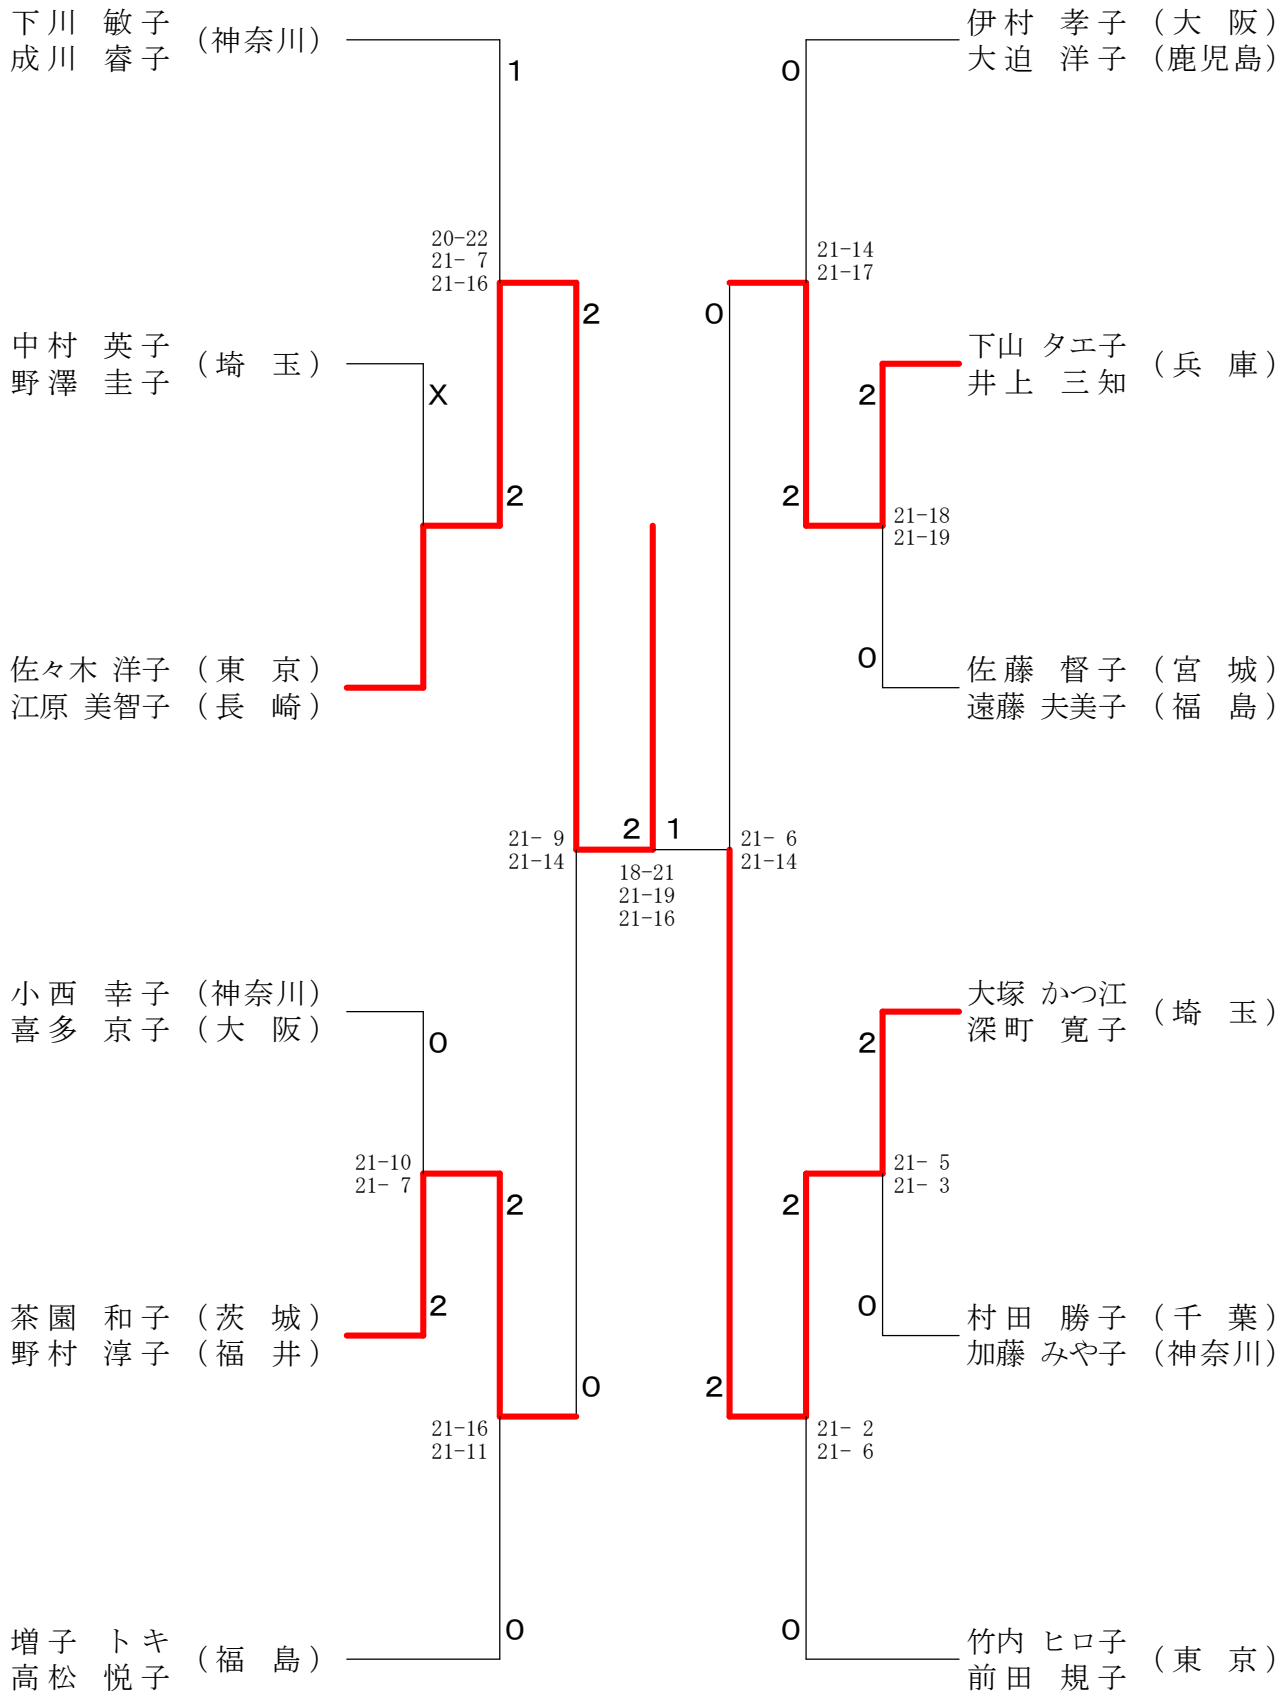 下川 敏子
成川 睿子
(神奈川)
1
20-22
21- 7
21-16
2
中村 英子
野澤 圭子
(埼 玉)
X
2
佐々木 洋子 (東 京)
江原 美智子 (長 崎)
21- 9
21-14
小西 幸子 (神奈川)
喜多 京子 (大 阪)
0
21-10
21- 7
2
茶園 和子 (茨 城)
野村 淳子 (福 井)
2
0
21-16
21-11
増子 トキ
高松 悦子
(福 島)
0
2 1
18-21
21-19
21-16
伊村 孝子 (大 阪)
大迫 洋子 (鹿児島)
0
21-14
21-17
0
下山 タエ子
井上 三知
(兵 庫)
2
2
21-18
21-19
0
佐藤 督子 (宮 城)
遠藤 夫美子 (福 島)
21- 6
21-14
大塚 かつ江
深町 寛子
(埼 玉)
2
21- 5
21- 3
2
0
村田 勝子 (千 葉)
加藤 みや子 (神奈川)
2
21- 2
21- 6
0
竹内 ヒロ子
前田 規子
(東 京)